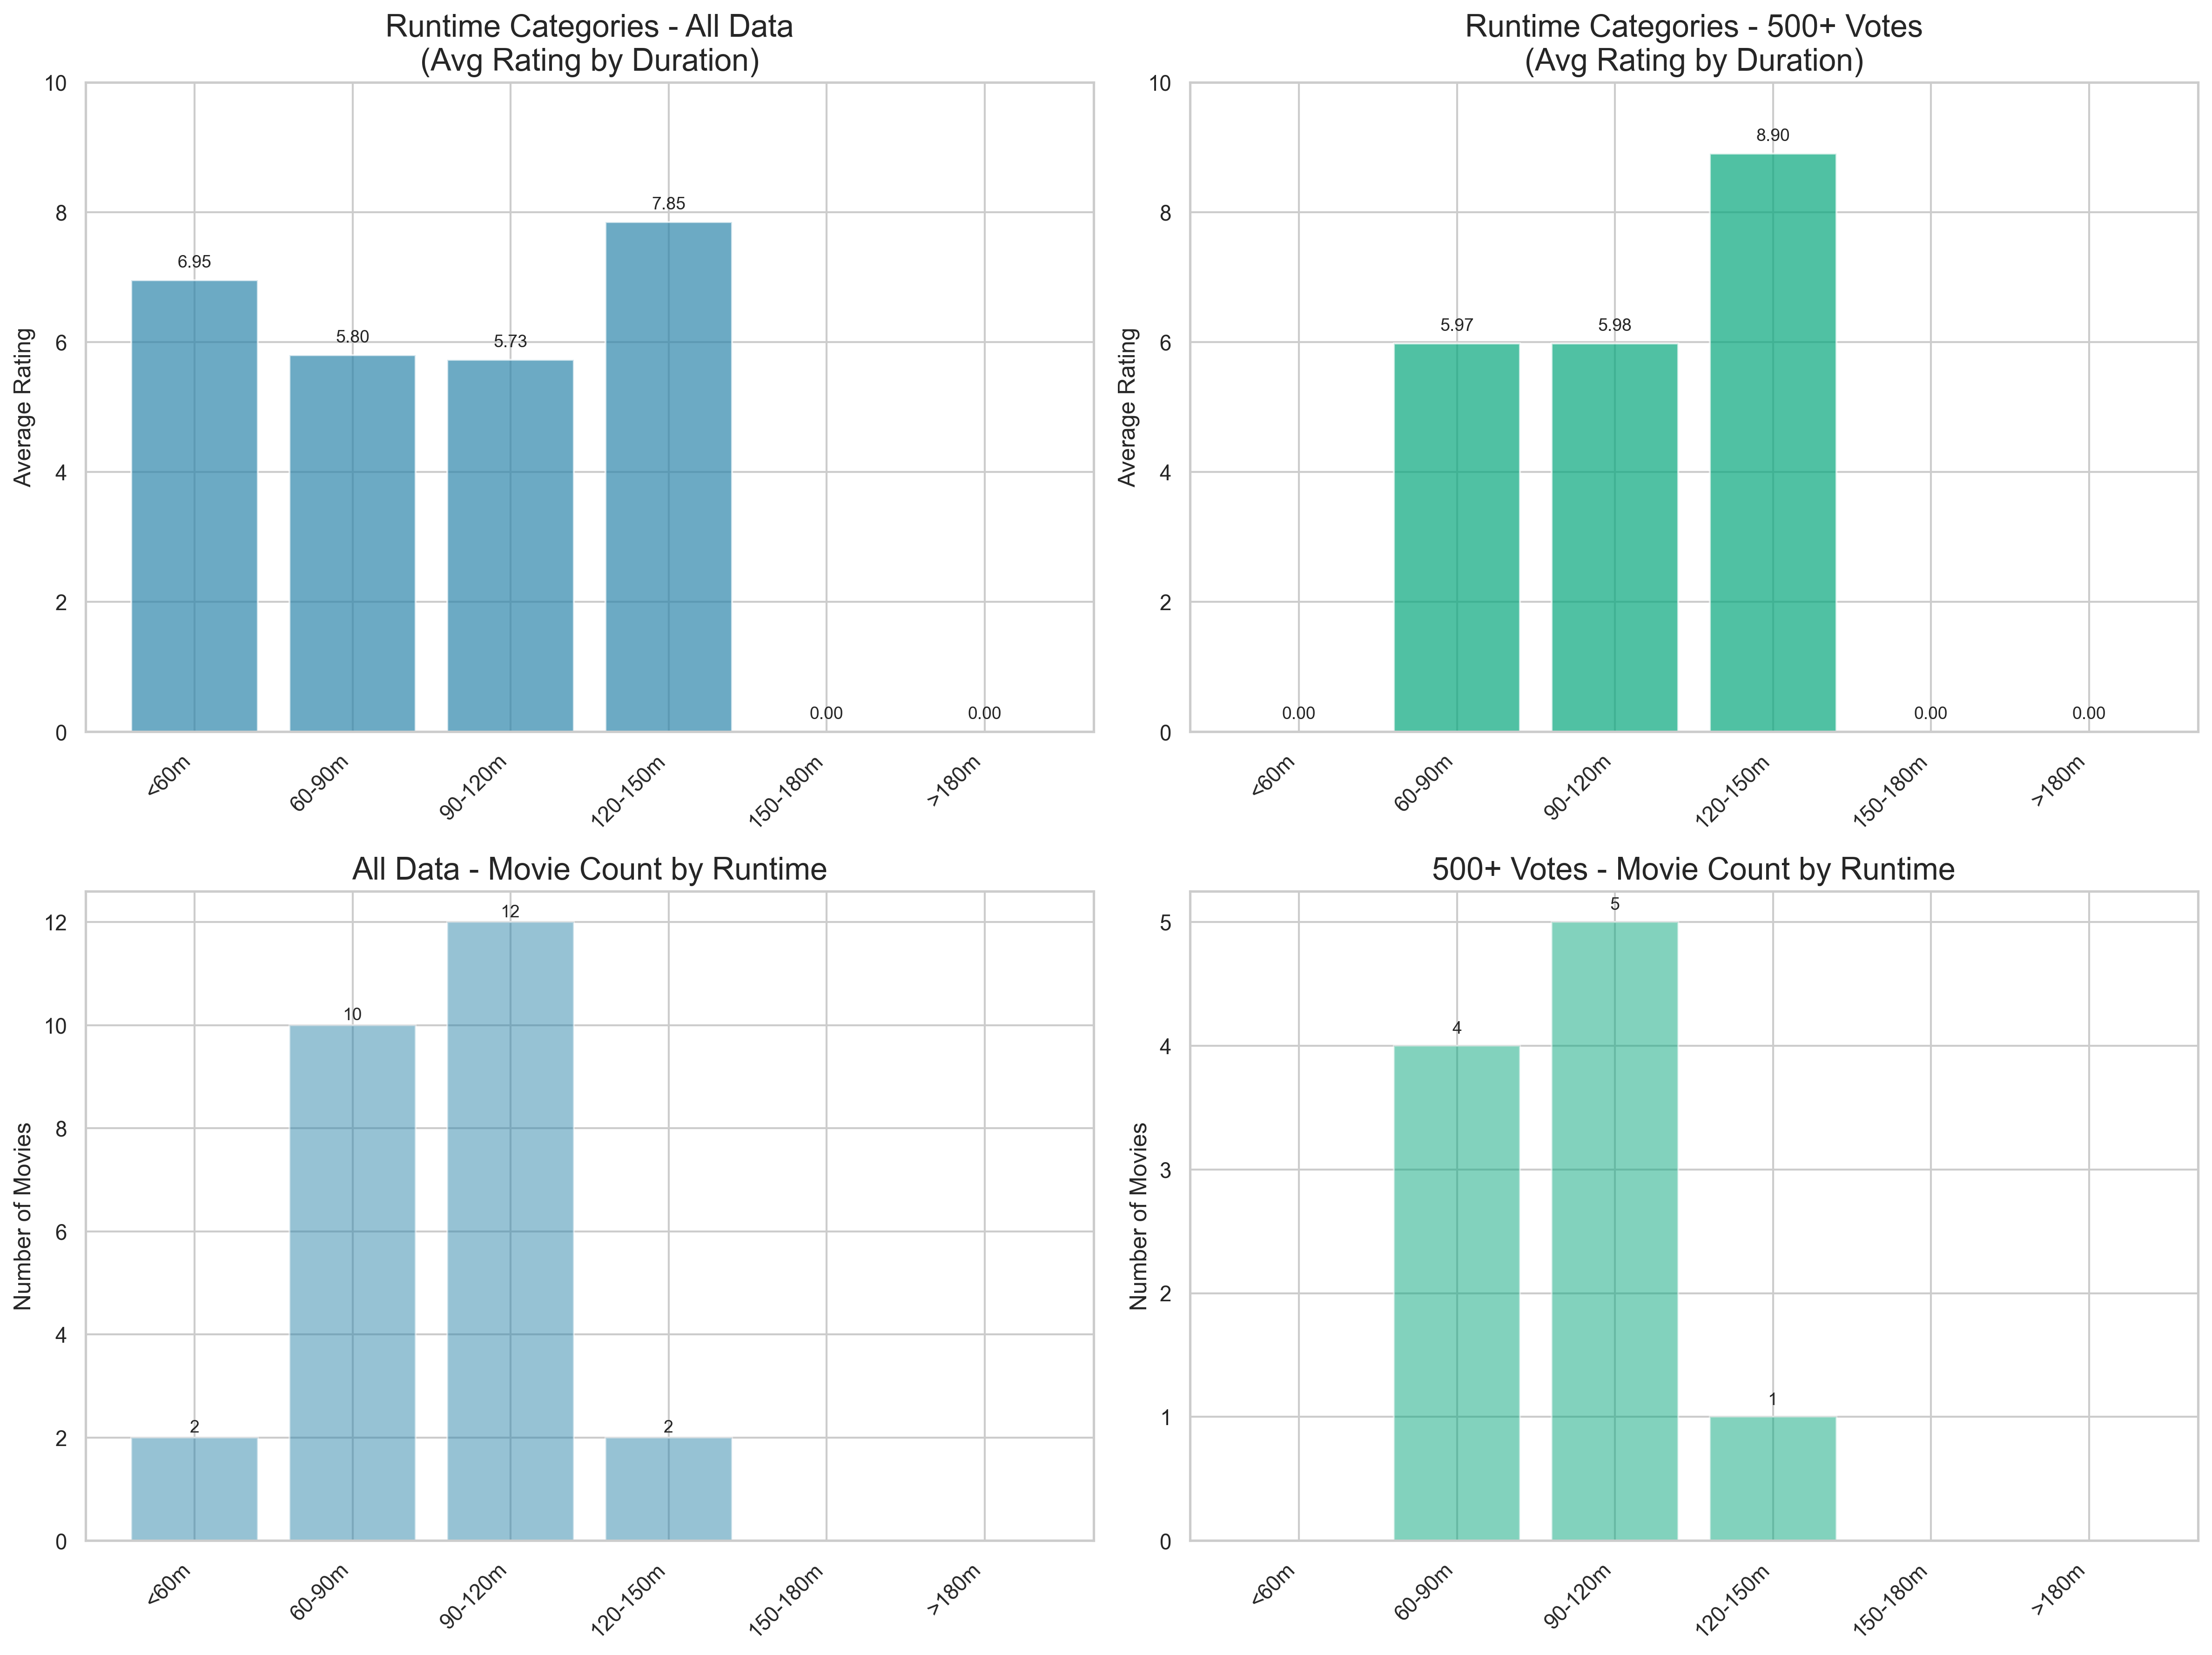 Runtime Categories - All Data
(Avg Rating by Duration)
10
8
6
4
2
0
Average Rating
6.95
5.80
5.73
7.85
0.00
0.00
<60m
60-90m
90-120m
120-150m
150-180m
>180m
Runtime Categories - 500+ Votes
(Avg Rating by Duration)
10
8
6
4
2
0
Average Rating
0.00
5.97
5.98
8.90
0.00
0.00
<60m
60-90m
90-120m
120-150m
150-180m
>180m
All Data - Movie Count by Runtime
12
10
8
6
4
2
0
Number of Movies
2
10
12
2
<60m
60-90m
90-120m
120-150m
150-180m
>180m
500+ Votes - Movie Count by Runtime
5
4
3
2
1
0
Number of Movies
4
5
1
<60m
60-90m
90-120m
120-150m
150-180m
>180m